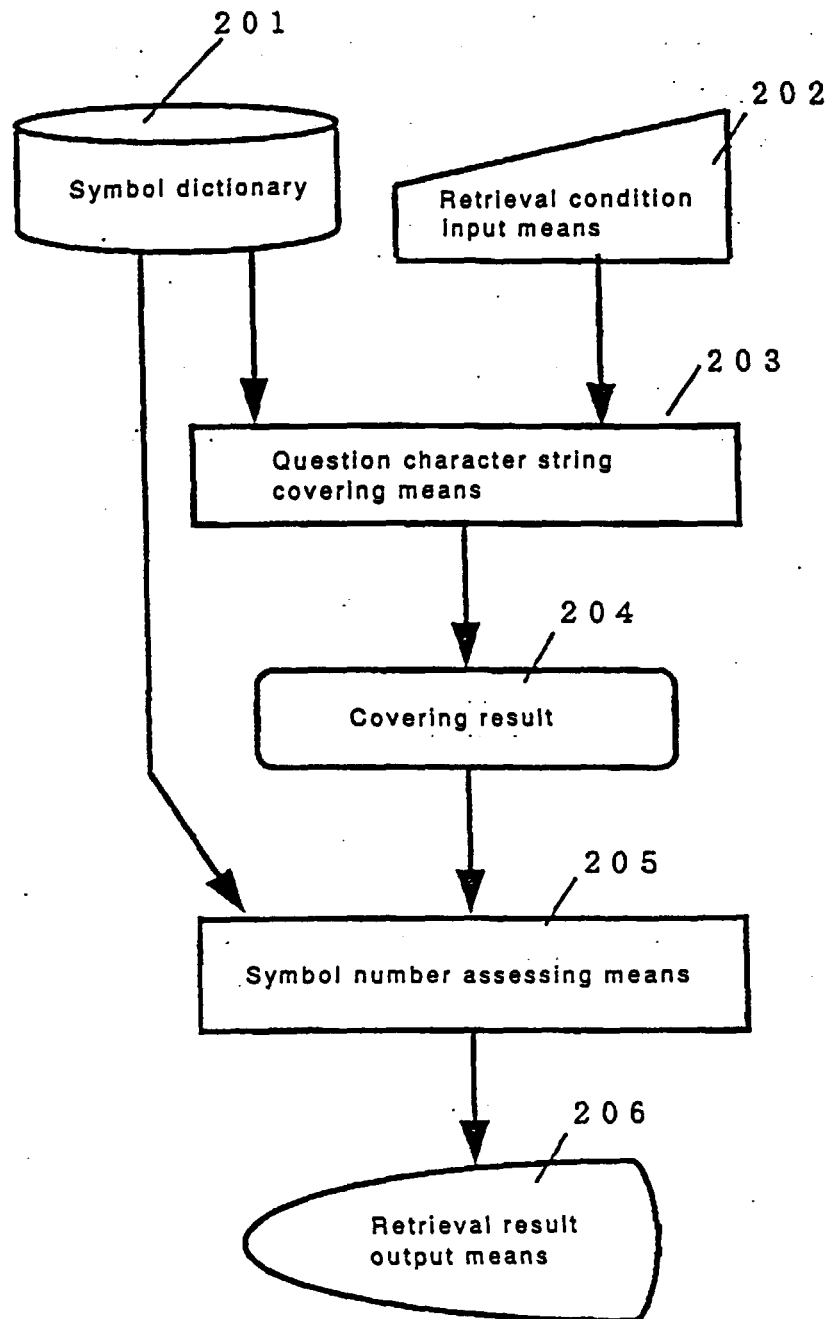 201
202
Symbol dictionary
Retrieval condition
input means
203
Question character string
covering means
204
Covering result
205
Symbol number assessing means
206
Retrieval result
output means